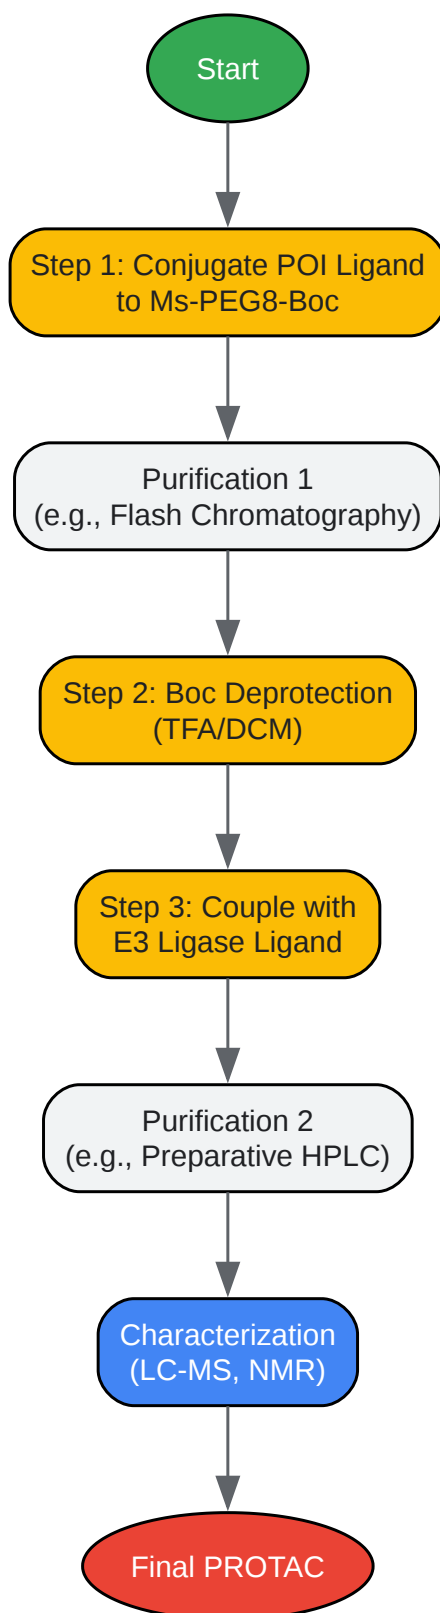 Start
Step 1: Conjugate POI Ligand
to Ms-PEG8-Boc
Purification 1
(e.g., Flash Chromatography)
Step 2: Boc Deprotection
(TFA/DCM)
Step 3: Couple with
E3 Ligase Ligand
Purification 2
(e.g., Preparative HPLC)
Characterization
(LC-MS, NMR)
Final PROTAC